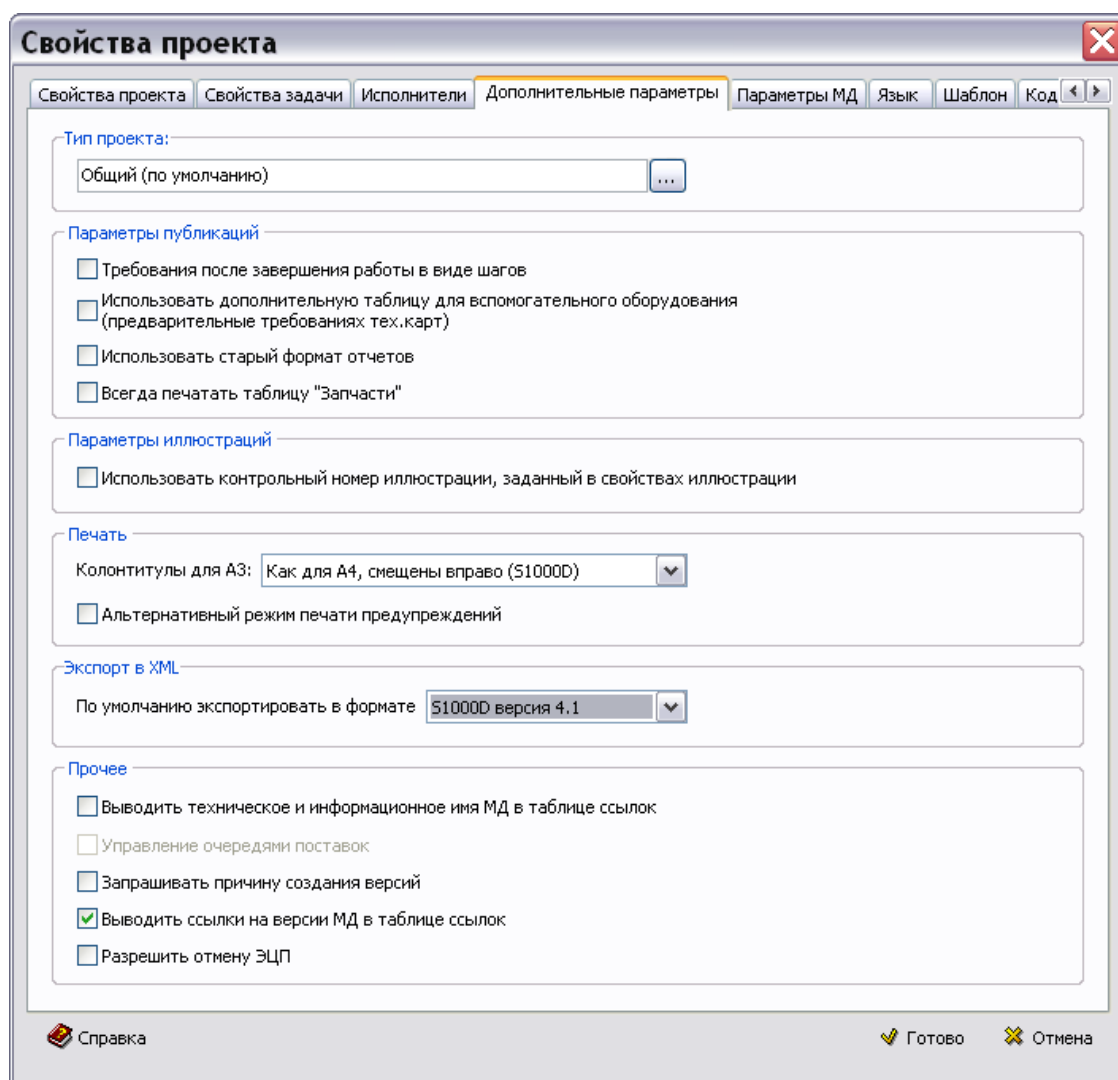 Свойства проекта
Свойства проекта Свойства задачи Исполнители Дополнительные параметры Параметры МД Язык Шаблон Код
Тип проекта:
Общий (по умолчанию)
...
Параметры публикаций
Требования после завершения работы в виде шагов
Использовать дополнительную таблицу для вспомогательного оборудования
(предварительные требованиях тех.карт)
Использовать старый формат отчетов
Всегда печатать таблицу "Запчасти"
Параметры иллюстраций
Использовать контрольный номер иллюстрации, заданный в свойствах иллюстрации
Печать
Колонтитулы для А3: Как для А4, смещены вправо (S1000D)
Альтернативный режим печати предупреждений
Экспорт в XML
По умолчанию экспортировать в формате S1000D версия 4.1
Прочее
Выводить техническое и информационное имя МД в таблице ссылок
Управление очередями поставок
Запрашивать причину создания версий
Выводить ссылки на версии МД в таблице ссылок
Разрешить отмену ЭЦП
Справка Готово Отмена